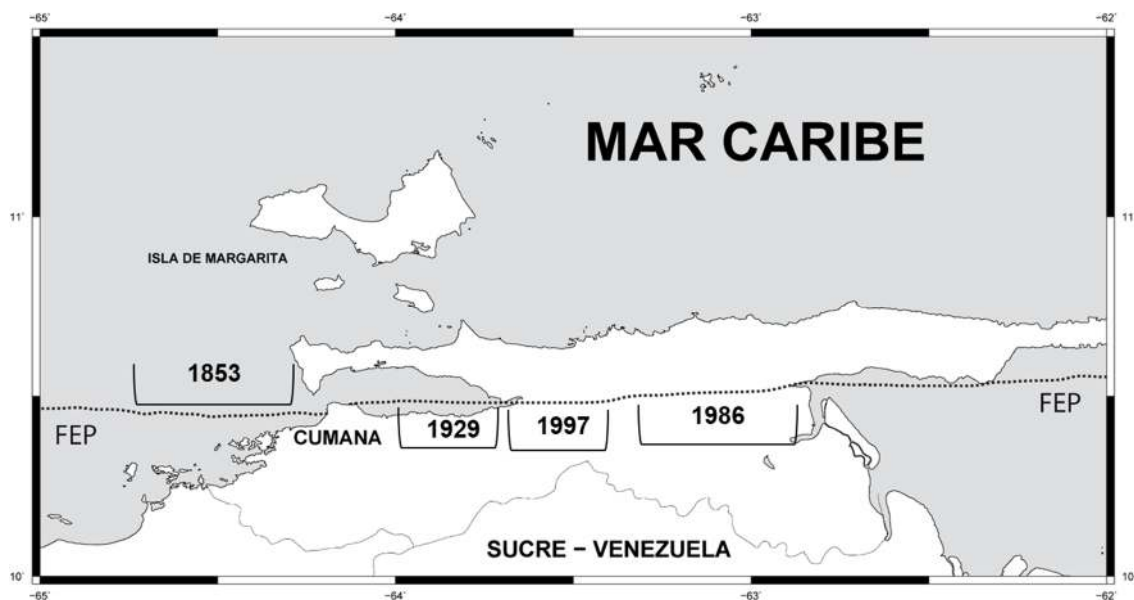 −65˚ −64˚ −63˚ −62˚
MAR CARIBE
11˚ 11˚
ISLA DE MARGARITA
1853
FEP FEP
CUMANA 1929 1997 1986
SUCRE − VENEZUELA
10˚ 10˚
−65˚ −64˚ −63˚ −62˚